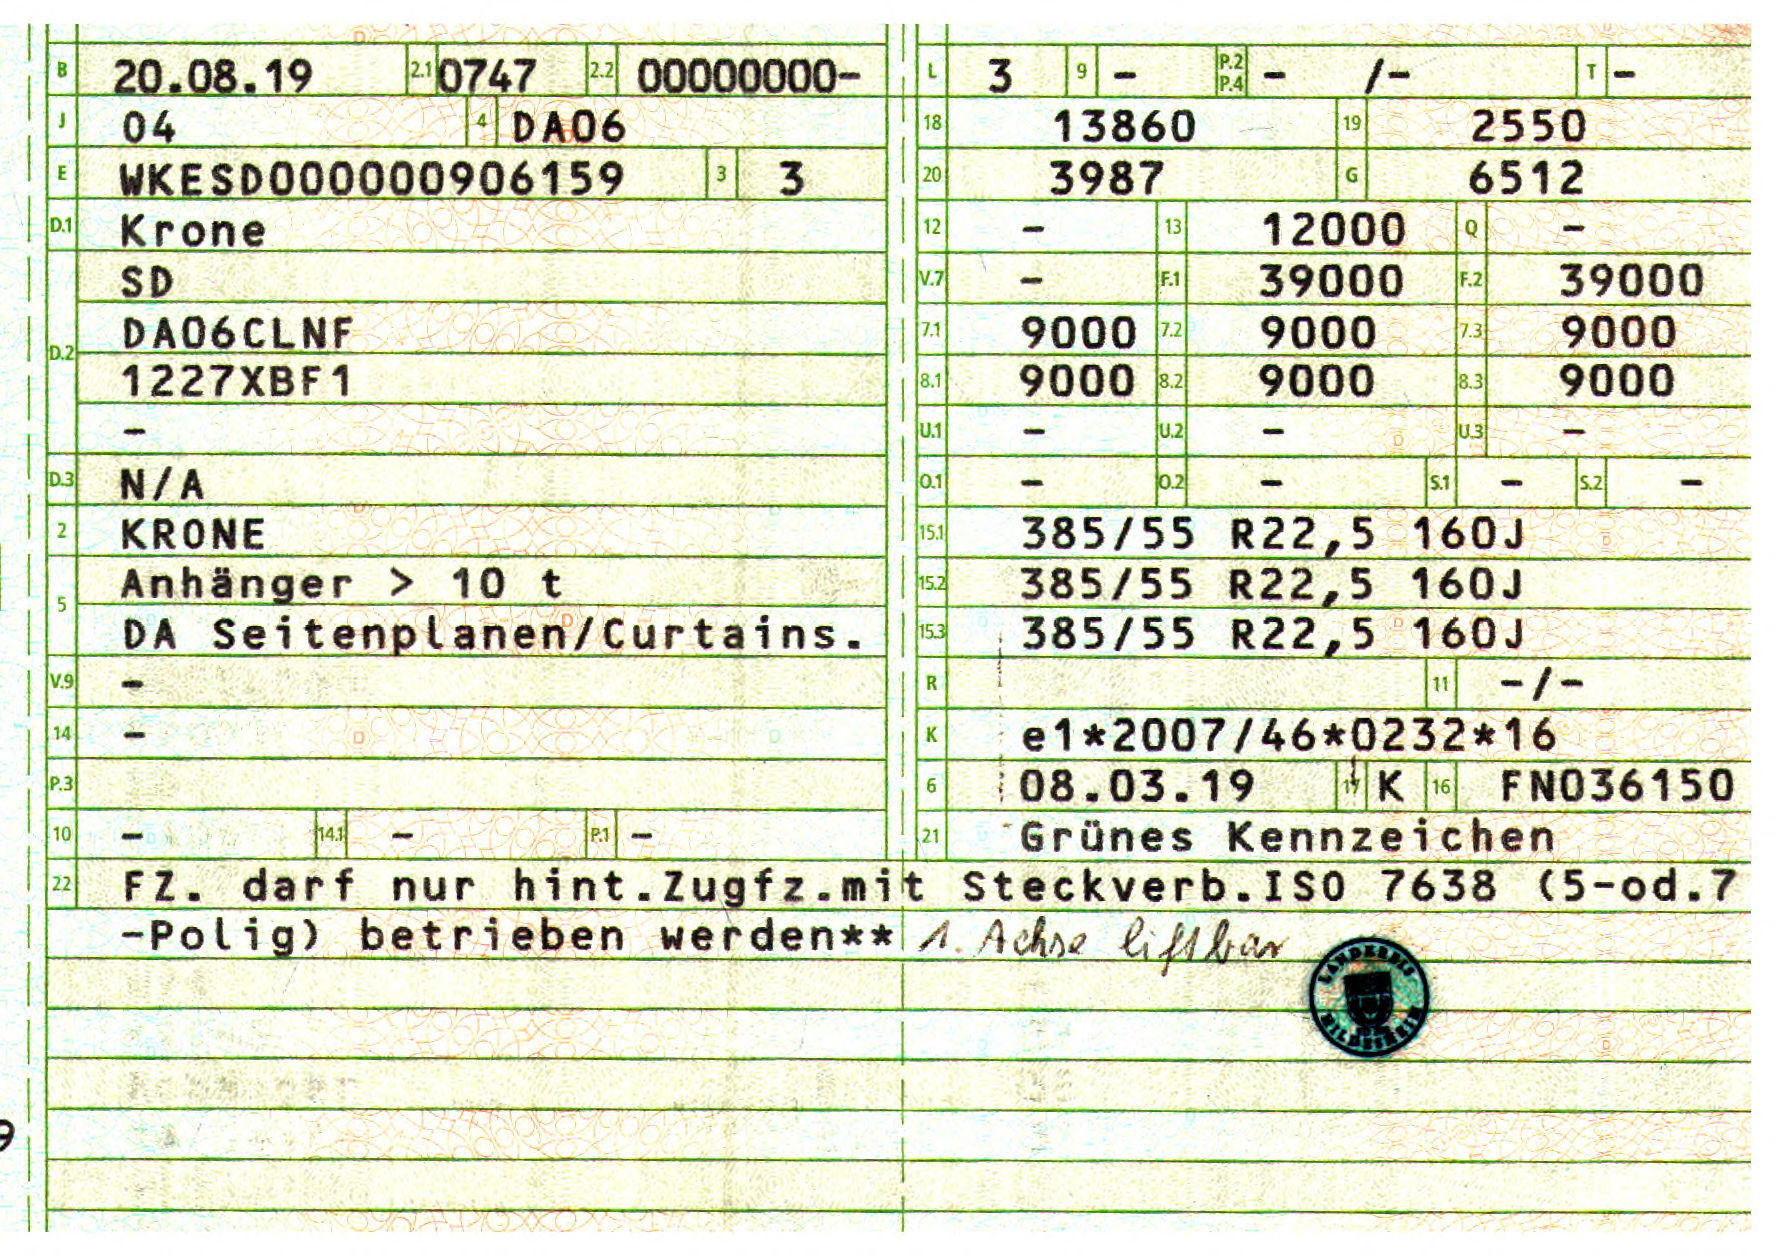 B 20.08.19 2.1 0747 2.2 00000000-
J 04 4 DA06
E WKESD000000906159 3 3
D.1 Krone
SD
D.2 DA06CLNF
1227XBF1
-
D.3 N/A
2 KRONE
5 Anhänger > 10 t
DA Seitenplanen/Curtains.
V.9 -
14 -
P.3
10 - 14.1 - P.1 -
L 3 9 - P.2 P.4 - /- T -
18 13860 19 2550
20 3987 G 6512
12 - 13 12000 Q -
V.7 - F.1 39000 F.2 39000
7.1 9000 7.2 9000 7.3 9000
8.1 9000 8.2 9000 8.3 9000
U.1 - U.2 - U.3 -
O.1 - O.2 - S.1 - S.2 -
15.1 385/55 R22,5 160J
15.2 385/55 R22,5 160J
15.3 385/55 R22,5 160J
R 11 -/-
K e1*2007/46*0232*16
6 08.03.19 17 K 16 FN036150
21 Grünes Kennzeichen
22 FZ. darf nur hint.Zugfz.mit Steckverb.ISO 7638 (5-od.7
-Polig) betrieben werden** 1. Achse liftbar
LANDKREIS
HILDESHEIM
9